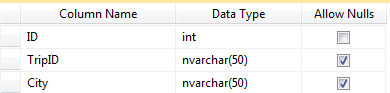 Column Name Data Type Allow Nulls
ID int
TripID nvarchar(50)
City nvarchar(50)